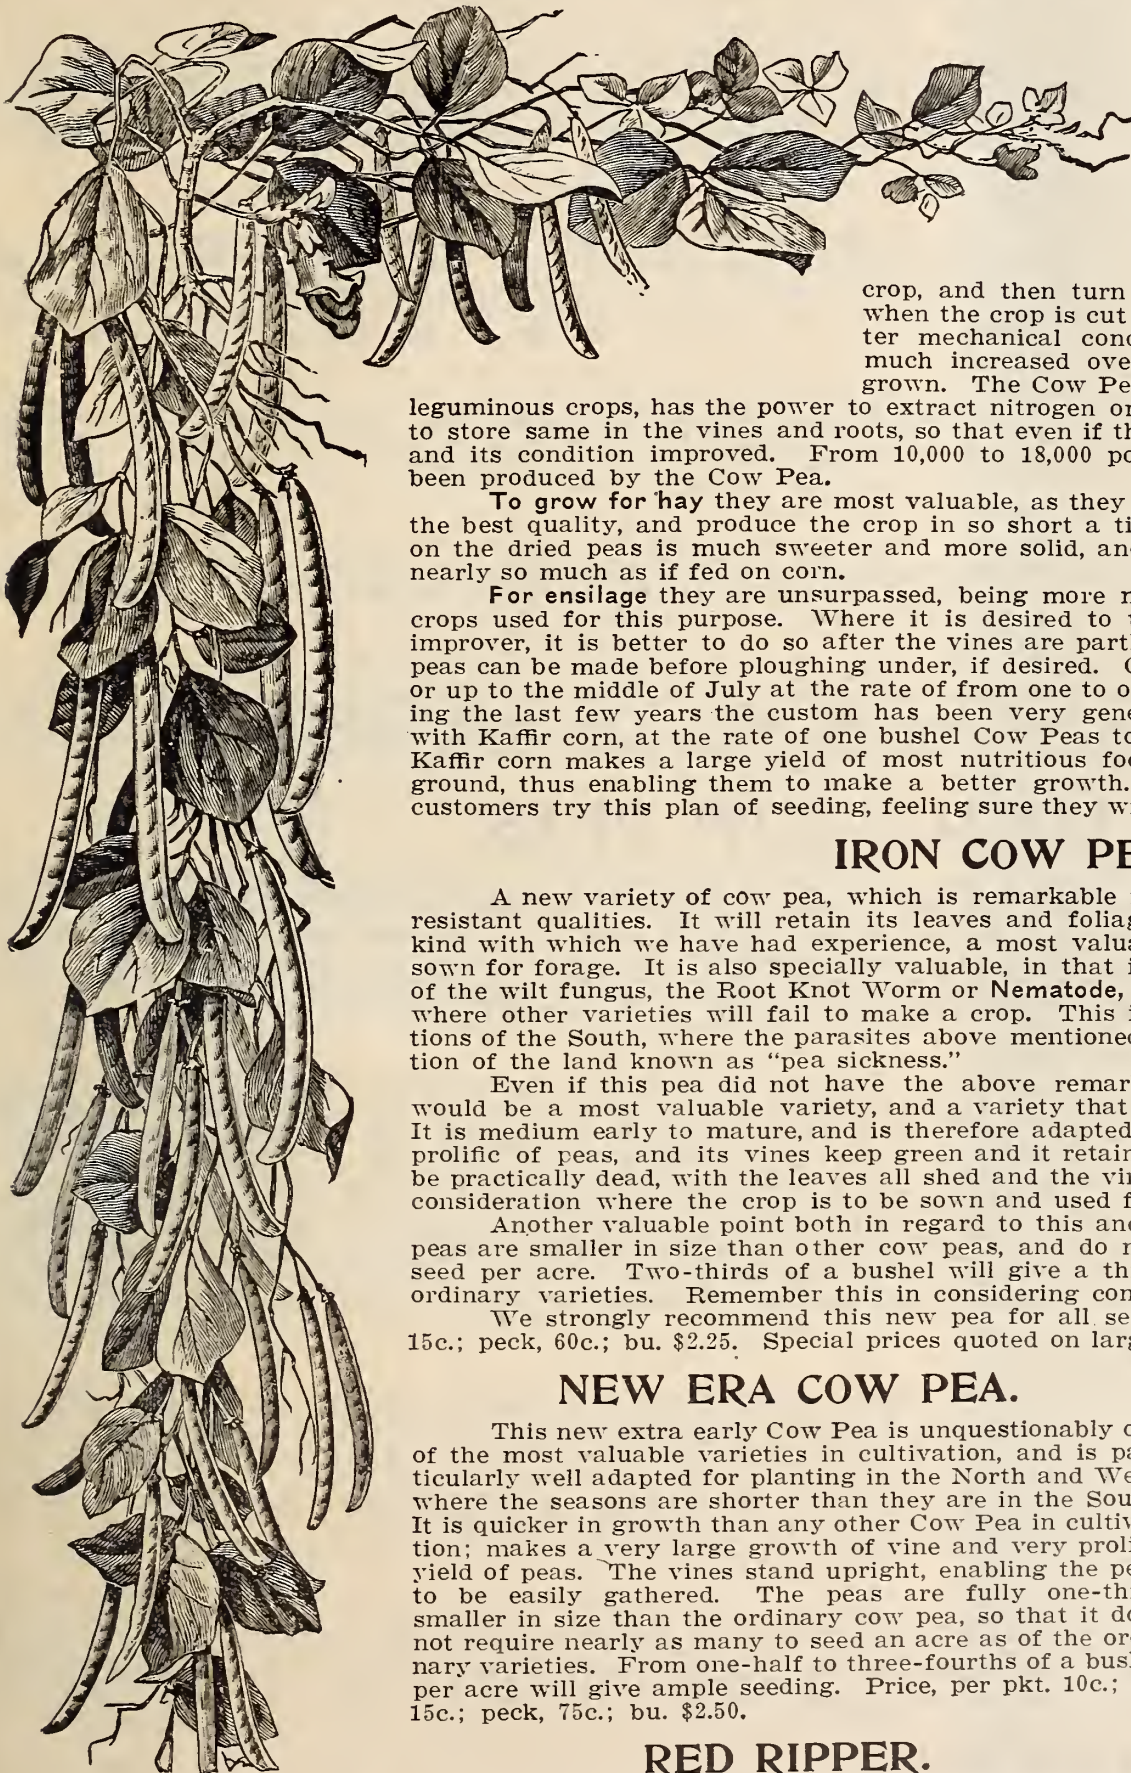 crop, and then turn
when the crop is cut
ter mechanical
much increased
grown. The Cow
leguminous crops, has the power to extract nitrogen
to store same in the vines and roots, so that even if
and its condition improved. From 10,000 to 18,000
been produced by the Cow Pea.
To grow for hay they are most valuable, as they
the best quality, and produce the crop in so short a
on the dried peas is much sweeter and more solid,
nearly so much as if fed on corn.
For ensilage they are unsurpassed, being more
crops used for this purpose. Where it is desired to
improver, it is better to do so after the vines are
peas can be made before ploughing under, if desired.
or up to the middle of July at the rate of from one to
ing the last few years the custom has been very
with Kaffir corn, at the rate of one bushel Cow Peas
Kaffir corn makes a large yield of most nutritious
ground, thus enabling them to make a better growth.
customers try this plan of seeding, feeling sure they
IRON COW PE
A new variety of cow pea, which is remarkable
resistant qualities. It will retain its leaves and
kind with which we have had experience, a most
sown for forage. It is also specially valuable, in that
of the wilt fungus, the Root Knot Worm or Nematode,
where other varieties will fail to make a crop. This
tions of the South, where the parasites above mentioned
tion of the land known as "pea sickness."
Even if this pea did not have the above
would be a most valuable variety, and a variety that
It is medium early to mature, and is therefore adapted
prolific of peas, and its vines keep green and it
be practically dead, with the leaves all shed and the
consideration where the crop is to be sown and used
Another valuable point both in regard to this
peas are smaller in size than other cow peas, and do
seed per acre. Two-thirds of a bushel will give a
ordinary varieties. Remember this in considering
We strongly recommend this new pea for all
15c.; peck, 60c.; bu. $2.25. Special prices quoted on
NEW ERA COW PEA.
This new extra early Cow Pea is unquestionably
of the most valuable varieties in cultivation, and is pa
ticularly well adapted for planting in the North and We
where the seasons are shorter than they are in the Sou
It is quicker in growth than any other Cow Pea in cultiv
tion; makes a very large growth of vine and very proli
yield of peas. The vines stand upright, enabling the pe
to be easily gathered. The peas are fully one-thi
smaller in size than the ordinary cow pea, so that it do
not require nearly as many to seed an acre as of the or
nary varieties. From one-half to three-fourths of a bush
per acre will give ample seeding. Price, per pkt. 10c.;
15c.; peck, 75c.; bu. $2.50.
RED RIPPER.